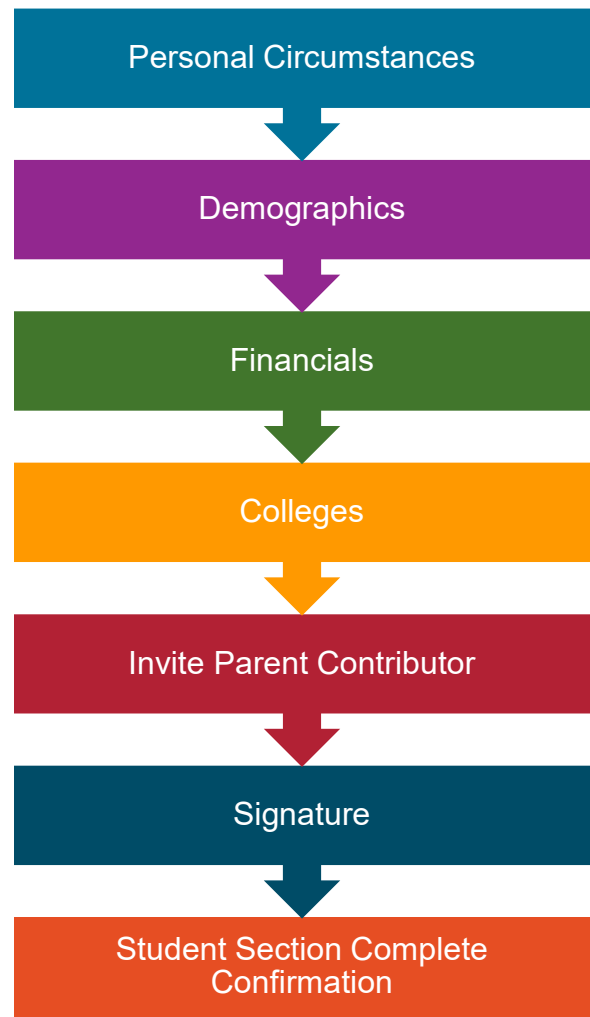 Personal Circumstances
Demographics
Financials
Colleges
Invite Parent Contributor
Signature
Student Section Complete
Confirmation